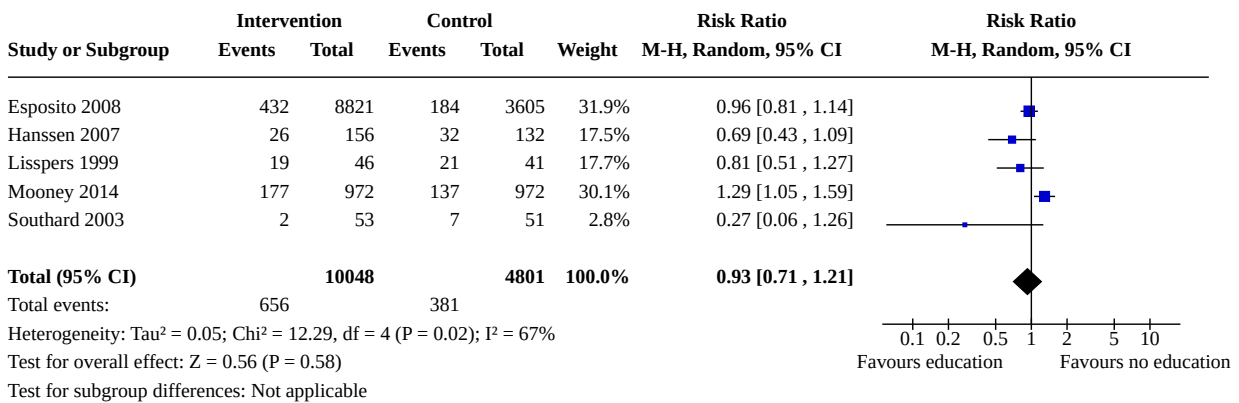 Intervention Control Risk Ratio Risk Ratio
Study or Subgroup Events Total Events Total Weight M-H, Random, 95% CI M-H, Random, 95% CI
Esposito 2008 432 8821 184 3605 31.9% 0.96 [0.81 , 1.14]
Hanssen 2007 26 156 32 132 17.5% 0.69 [0.43 , 1.09]
Lisspers 1999 19 46 21 41 17.7% 0.81 [0.51 , 1.27]
Mooney 2014 177 972 137 972 30.1% 1.29 [1.05 , 1.59]
Southard 2003 2 53 7 51 2.8% 0.27 [0.06 , 1.26]
Total (95% CI) 10048 4801 100.0% 0.93 [0.71 , 1.21]
Total events: 656 381
Heterogeneity: Tau² = 0.05; Chi² = 12.29, df = 4 (P = 0.02); I² = 67%
0.1 0.2 0.5 1 2 5 10
Test for overall effect: Z = 0.56 (P = 0.58)
Favours education Favours no education
Test for subgroup differences: Not applicable